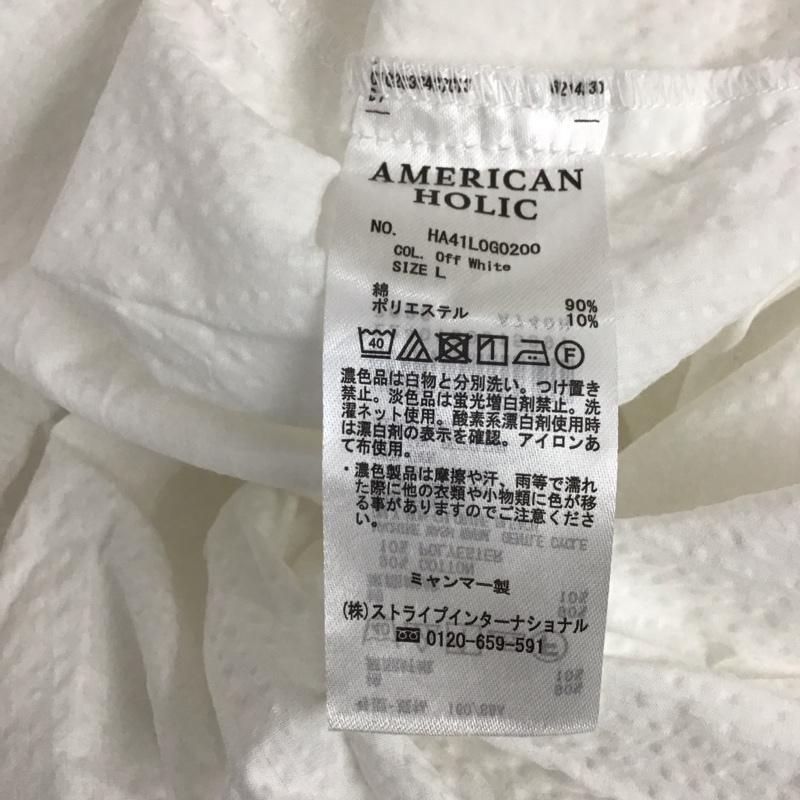 AMERICAN
HOLIC
NO. HA41L0G0200
COL. Off White
SIZE L
綿 90%
ポリエステル 10%
40 F
濃色品は白物と分別洗い。つけ置き
禁止。淡色品は蛍光増白剤禁止。洗
濯ネット使用。酸素系漂白剤使用時
は漂白剤の表示を確認。アイロンあ
て布使用。
・濃色製品は摩擦や汗、雨等で濡れ
た際に他の衣類や小物類に色が移
る事がありますのでご注意くださ
い。
ミャンマー製
(株)ストライプインターナショナル
0120-659-591